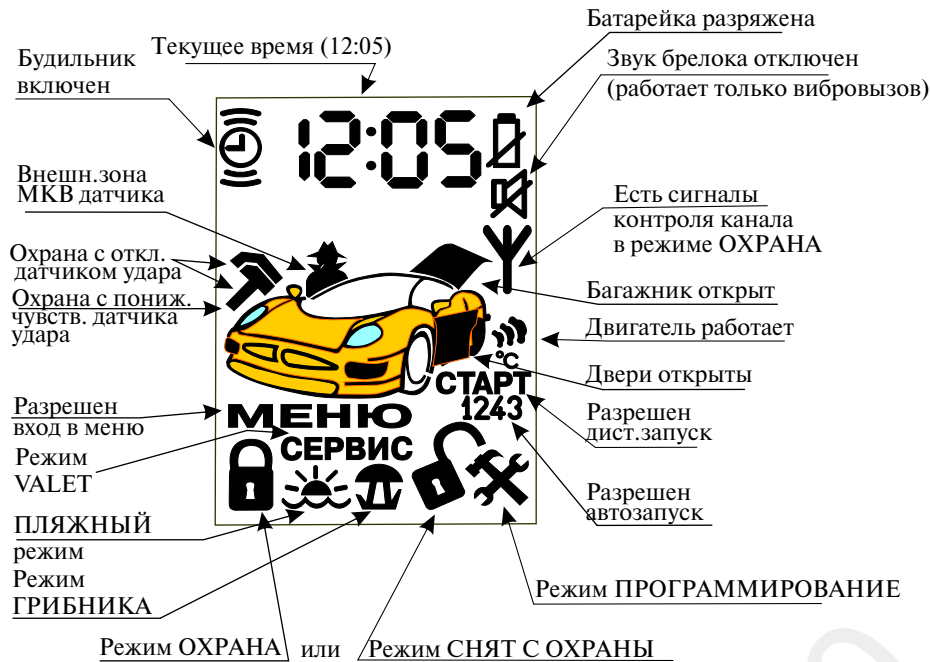 Батарейка разряжена
Текущее время (12:05)
Будильник
включен
Звук брелока отключен
(работает только вибровызов)
12:05
Внешн.зона
МКВ датчика
Есть сигналы
контроля канала
в режиме ОХРАНА
Охрана с откл.
датчиком удара
Охрана с пониж.
чувств. датчика
удара
Багажник открыт
Двигатель работает
°C
Двери открыты
СТАРТ
1243
Разрешен
вход в меню
МЕНЮ
Разрешен
дист.запуск
СЕРВИС
Режим
VALET
Разрешен
автозапуск
ПЛЯЖНЫЙ
режим
Режим
ГРИБНИКА
Режим ПРОГРАММИРОВАНИЕ
Режим ОХРАНА или Режим СНЯТ С ОХРАНЫ